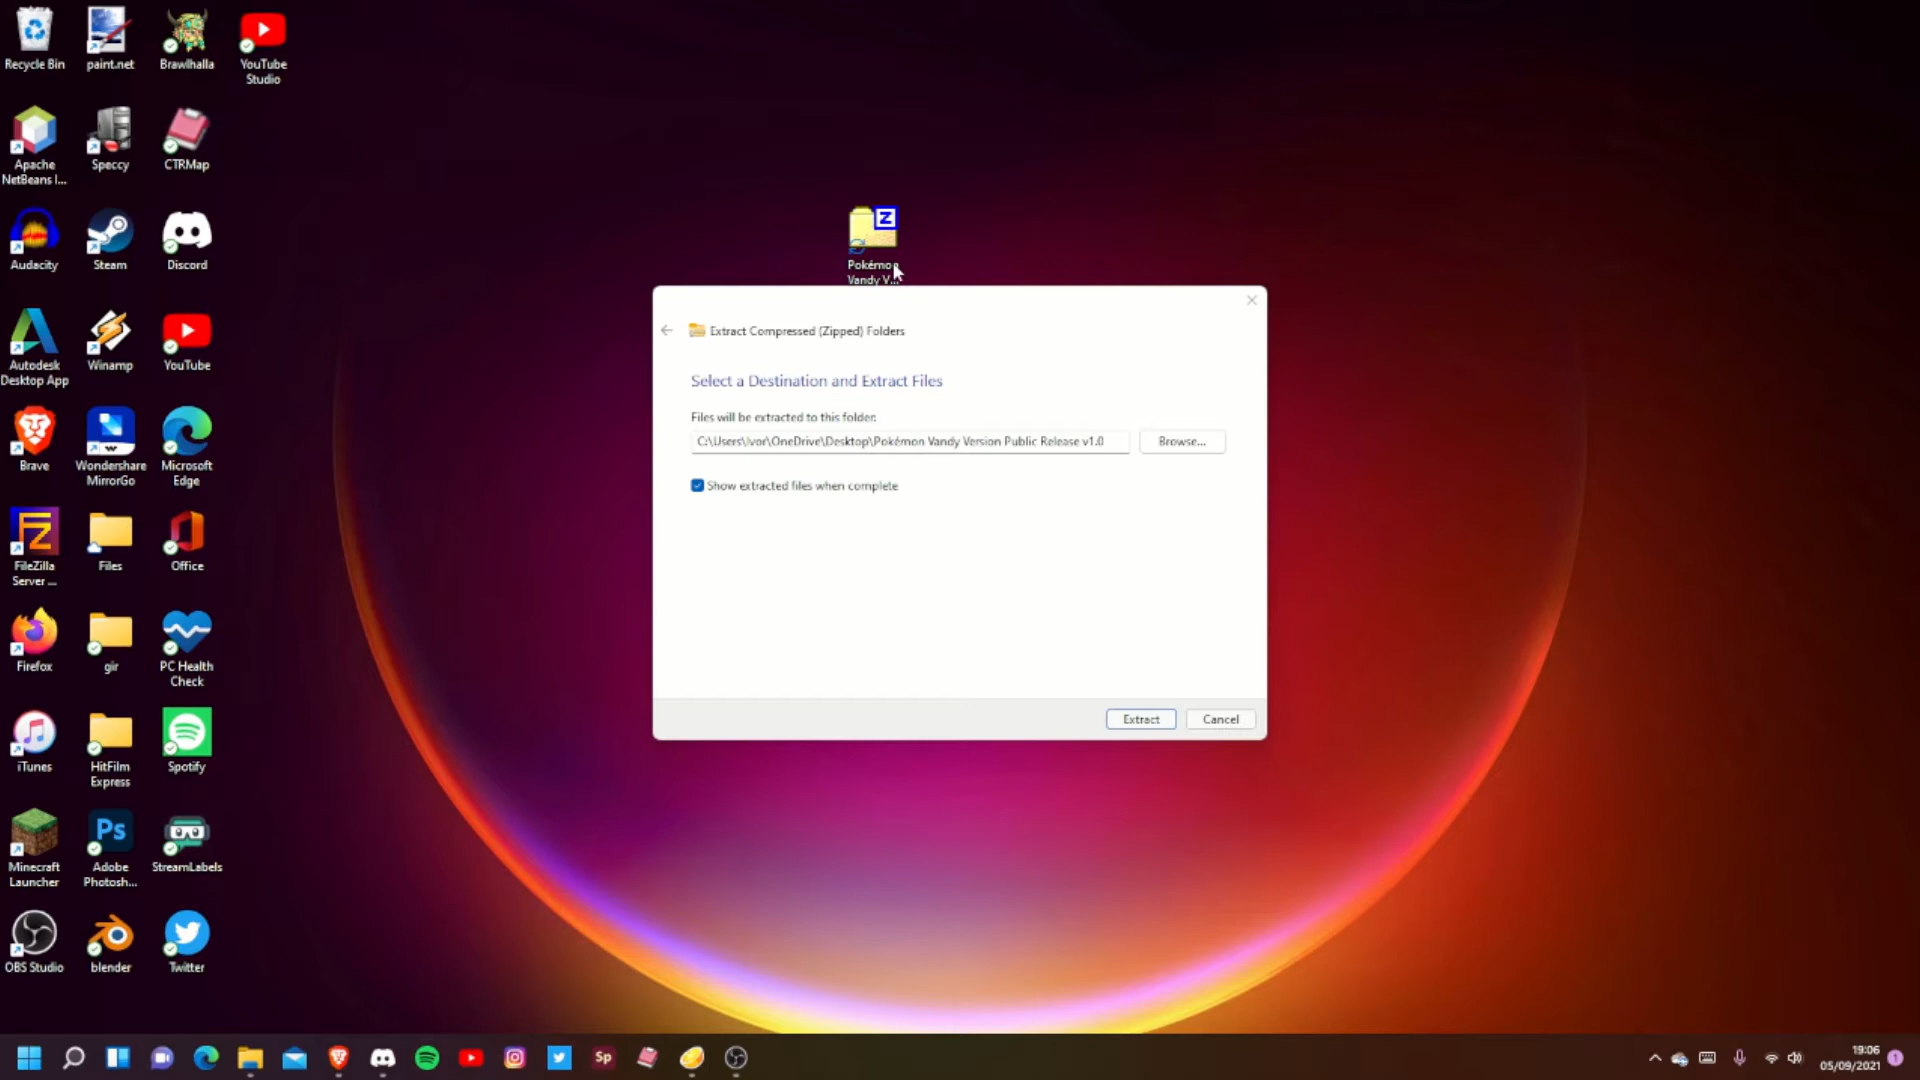 Recycle Bin
paint.net
Brawlhalla
YouTube
Studio
Apache
NetBeans I...
Speccy
CTRMap
Audacity
Steam
Discord
Autodesk
Desktop App
Winamp
YouTube
Brave
Wondershare
MirrorGo
Microsoft
Edge
FileZilla
Server ...
Files
Office
Firefox
gir
PC Health
Check
iTunes
HitFilm
Express
Spotify
Minecraft
Launcher
Ps
Adobe
Photosh...
StreamLabels
OBS Studio
blender
Twitter
Z
Pokémon
Vandy V...
Extract Compressed (Zipped) Folders
Select a Destination and Extract Files
Files will be extracted to this folder:
C:\Users\Ivor\OneDrive\Desktop\Pokémon Vandy Version Public Release v1.0
Browse...
Show extracted files when complete
Extract
Cancel
Sp
19:06
05/09/2021
1